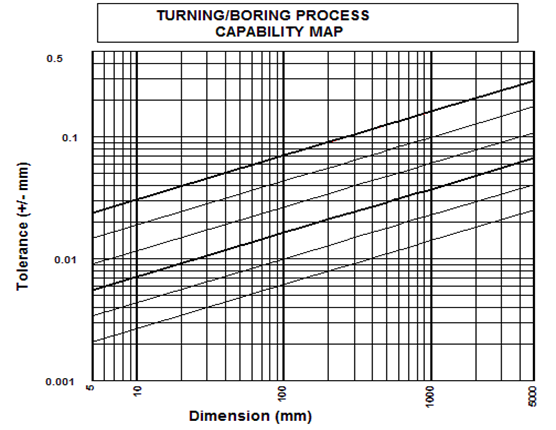 TURNING/BORING PROCESS
CAPABILITY MAP
0.5
0.1
0.01
0.001
Tolerance (+/- mm)
5
10
100
1000
5000
Dimension (mm)